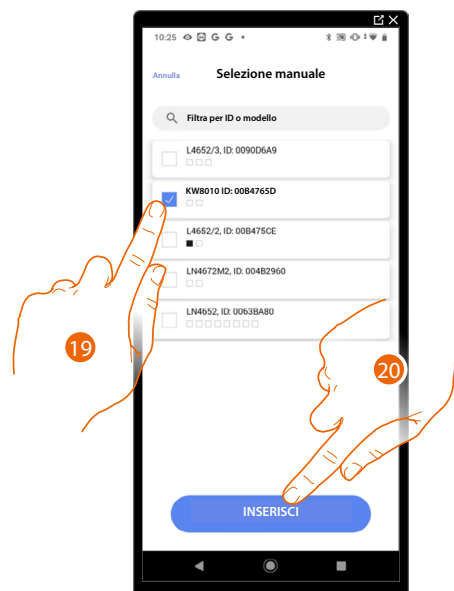 10:25 G G
Annulla Selezione manuale
Filtra per ID o modello
L4652/3, ID: 0090D6A9
KW8010 ID: 00B4765D
L4652/2, ID: 00B475CE
LN4672M2, ID: 004B2960
LN4652, ID: 0063BA80
19
20
INSERISCI